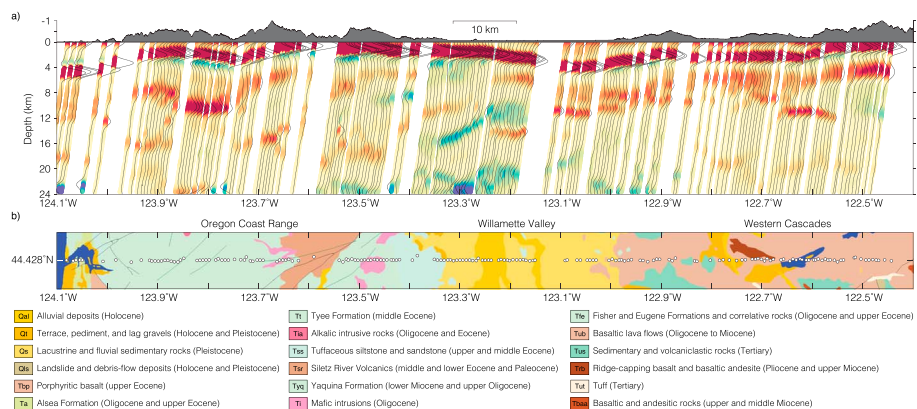 a)
10 km
-1
0
4
8
12
16
20
24
Depth (km)
124.1°W 123.9°W 123.7°W 123.5°W 123.3°W 123.1°W 122.9°W 122.7°W 122.5°W
b)
Oregon Coast Range Willamette Valley Western Cascades
44.428°N
124.1°W 123.9°W 123.7°W 123.5°W 123.3°W 123.1°W 122.9°W 122.7°W 122.5°W
Qal Alluvial deposits (Holocene)
Qt Terrace, pediment, and lag gravels (Holocene and Pleistocene)
Qs Lacustrine and fluvial sedimentary rocks (Pleistocene)
Qls Landslide and debris-flow deposits (Holocene and Pleistocene)
Tbp Porphyritic basalt (upper Eocene)
Ta Alsea Formation (Oligocene and upper Eocene)
Tt Tyee Formation (middle Eocene)
Tia Alkalic intrusive rocks (Oligocene and Eocene)
Tss Tuffaceous siltstone and sandstone (upper and middle Eocene)
Tsr Siletz River Volcanics (middle and lower Eocene and Paleocene)
Tyq Yaquina Formation (lower Miocene and upper Oligocene)
Ti Mafic intrusions (Oligocene)
Tfe Fisher and Eugene Formations and correlative rocks (Oligocene and upper Eocene)
Tub Basaltic lava flows (Oligocene to Miocene)
Tus Sedimentary and volcaniclastic rocks (Tertiary)
Trb Ridge-capping basalt and basaltic andesite (Pliocene and upper Miocene)
Tut Tuff (Tertiary)
Tbaa Basaltic and andesitic rocks (upper and middle Miocene)